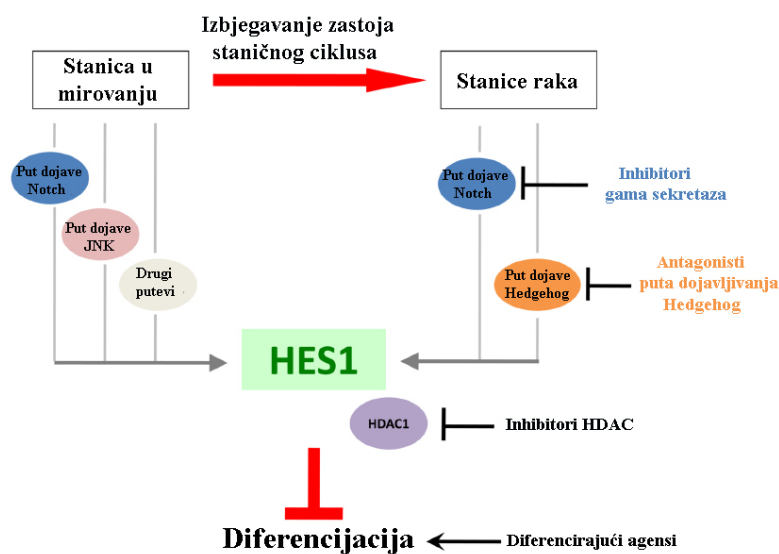 Izbjegavanje zastoja
staničnog ciklusa
Stanica u
mirovanju
Stanice raka
Put dojave
Notch
Put dojave
JNK
Drugi
putevi
Put dojave
Notch
Inhibitori
gama sekretaza
Put dojave
Hedgehog
Antagonisti
puta dojavljivanja
Hedgehog
HES1
HDAC1
Inhibitori HDAC
Diferencijacija
Diferencirajući agensi